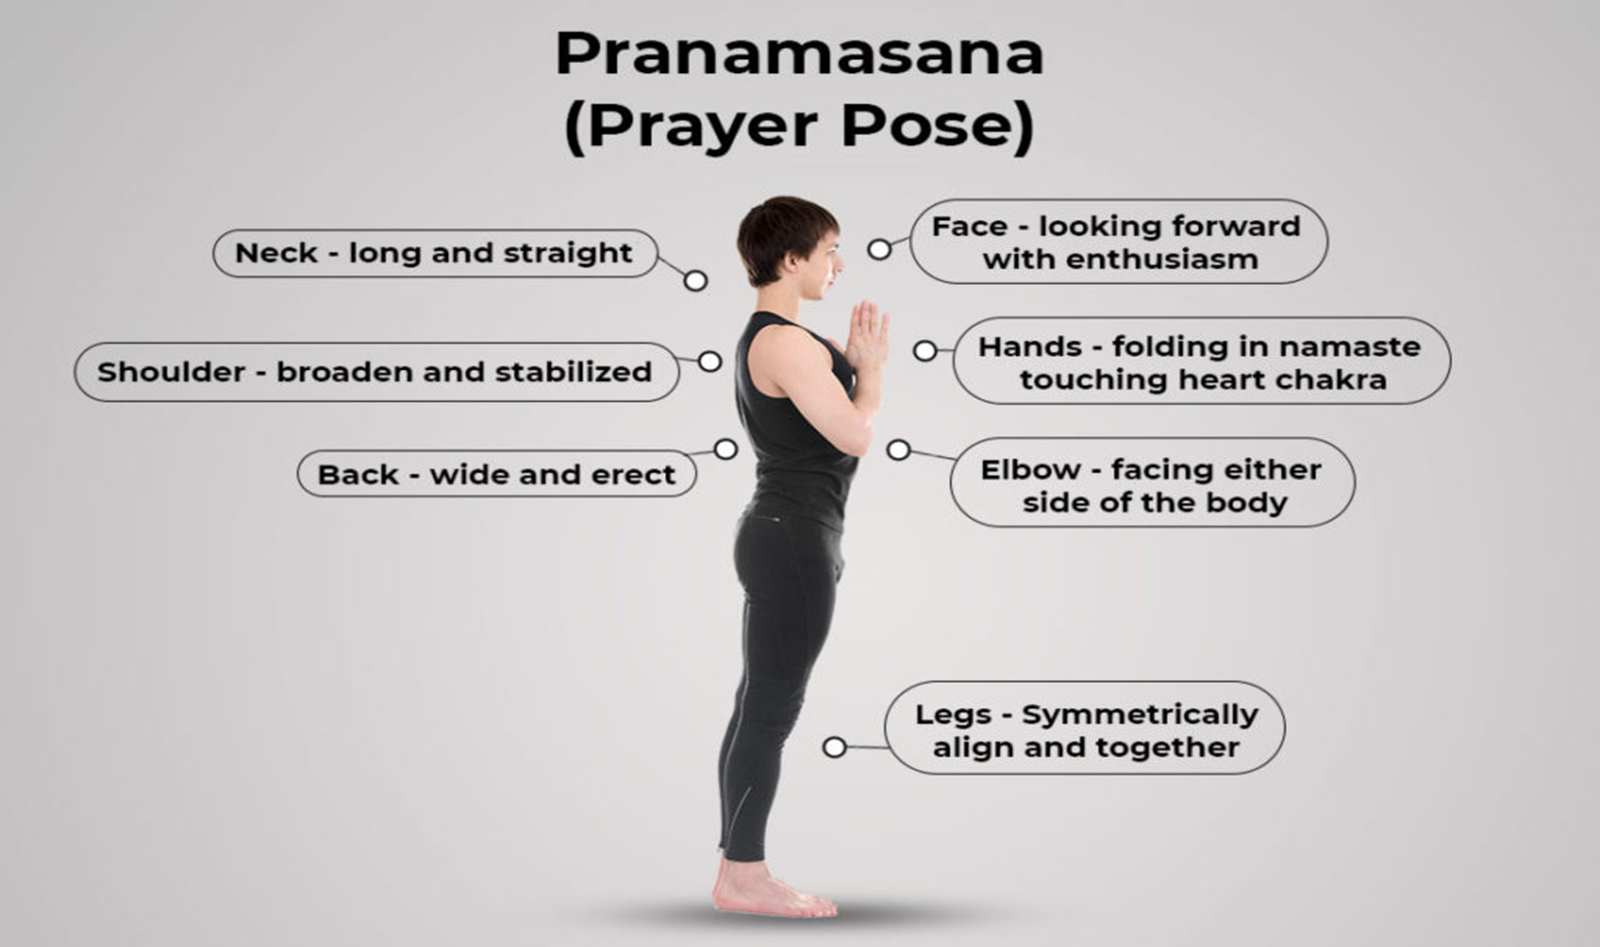 Pranamasana
(Prayer Pose)
Neck - long and straight
Shoulder - broaden and stabilized
Back - wide and erect
Face - looking forward
with enthusiasm
Hands - folding in namaste
touching heart chakra
Elbow - facing either
side of the body
Legs - Symmetrically
align and together